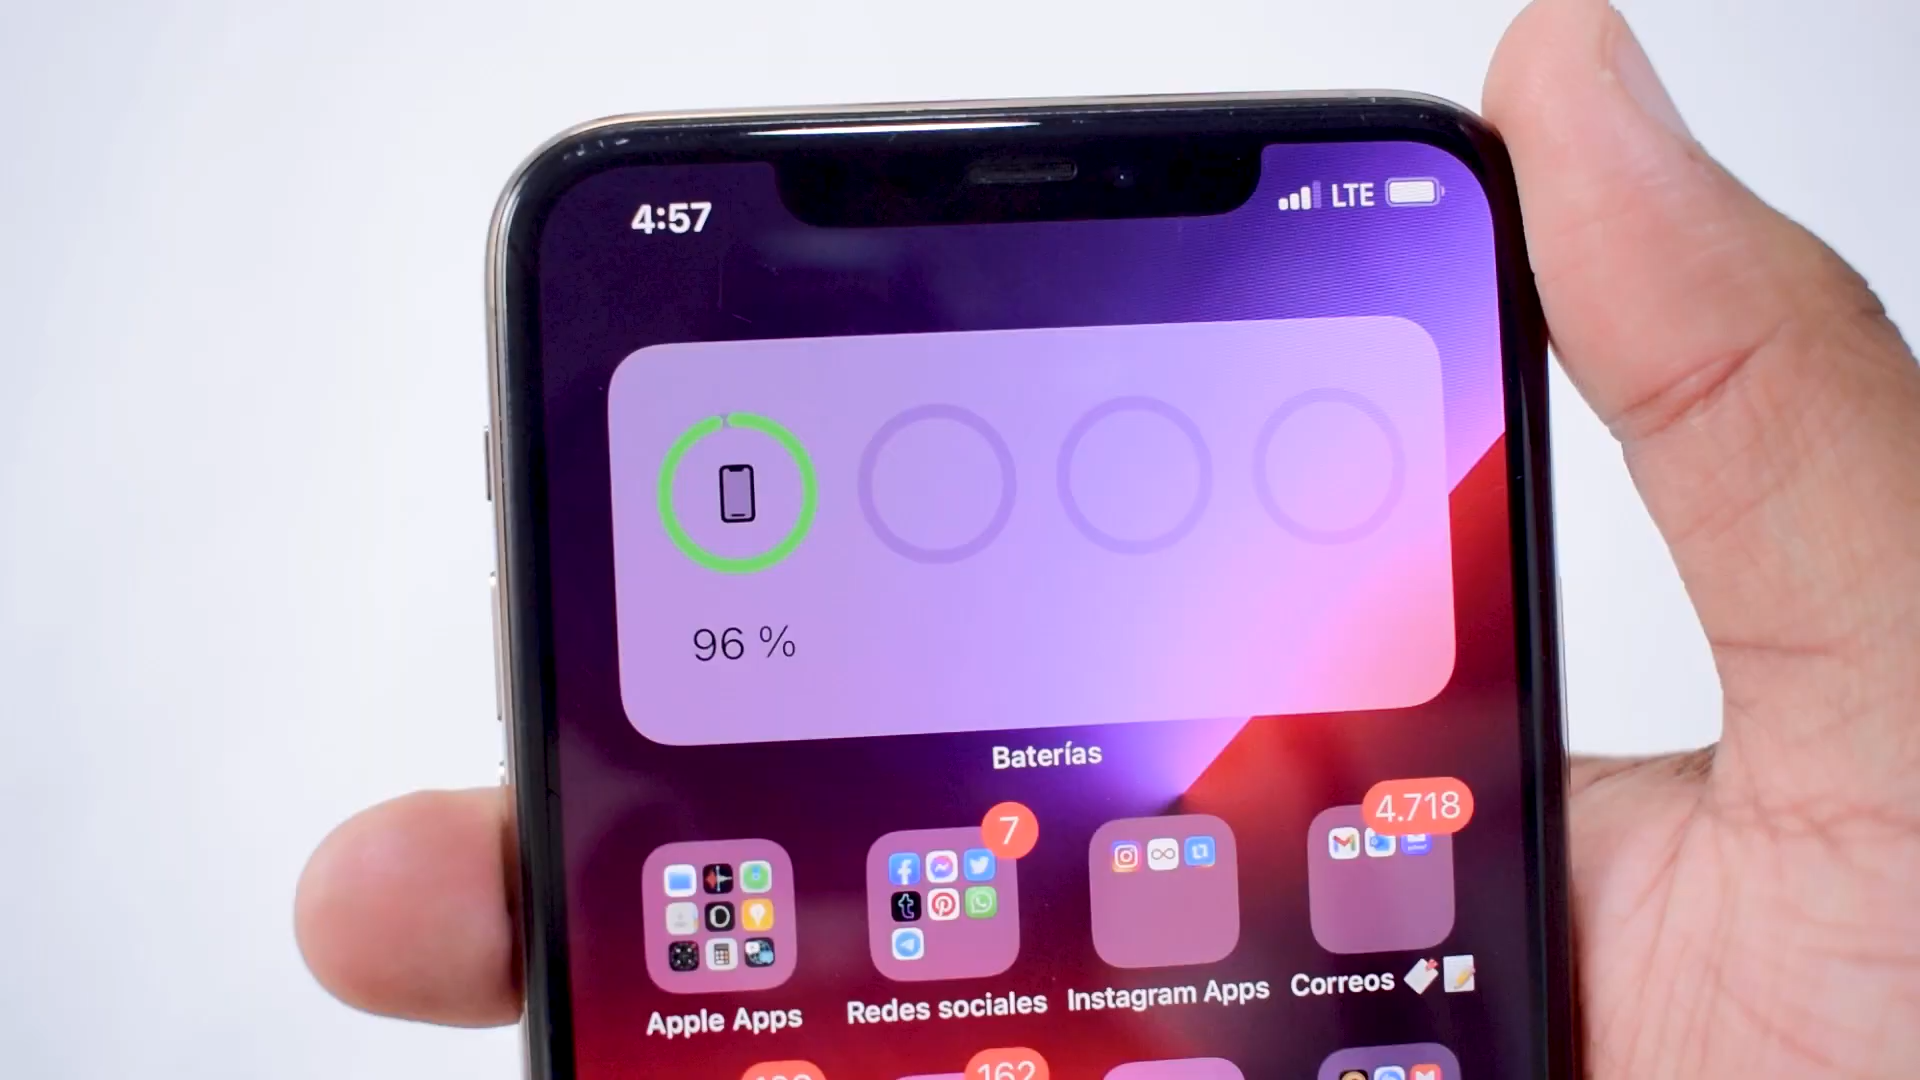 4:57
LTE
96 %
Baterías
7
4.718
Apple Apps
Redes sociales
Instagram Apps
Correos
162